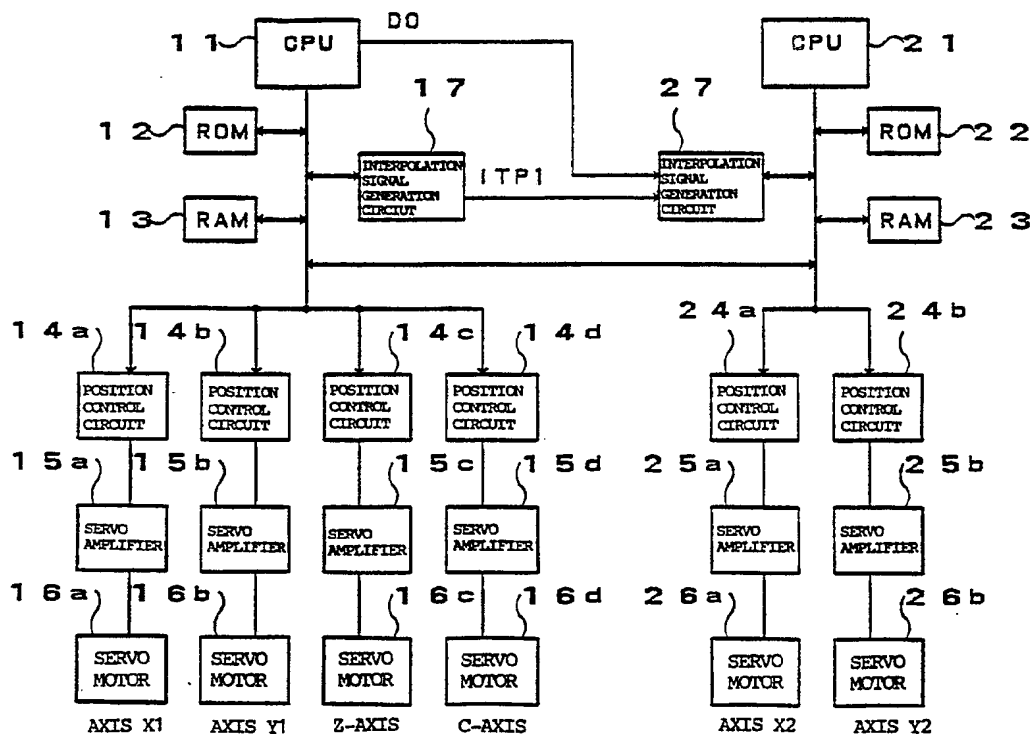 DO
11
CPU
CPU
21
17
27
12
ROM
ROM
22
INTERPOLATION
SIGNAL
GENERATION
CIRCIUT
ITP1
INTERPOLATION
SIGNAL
GENERATION
CIRCUIT
13
RAM
RAM
23
14a
14b
14c
14d
24a
24b
POSITION
CONTROL
CIRCUIT
POSITION
CONTROL
CIRCUIT
POSITION
CONTROL
CIRCUIT
POSITION
CONTROL
CIRCUIT
POSITION
CONTROL
CIRCUIT
POSITION
CONTROL
CIRCUIT
15a
15b
15c
15d
25a
25b
SERVO
AMPLIFIER
SERVO
AMPLIFIER
SERVO
AMPLIFIER
SERVO
AMPLIFIER
SERVO
AMPLIFIER
SERVO
AMPLIFIER
16a
16b
16c
16d
26a
26b
SERVO
MOTOR
SERVO
MOTOR
SERVO
MOTOR
SERVO
MOTOR
SERVO
MOTOR
SERVO
MOTOR
AXIS X1
AXIS Y1
Z-AXIS
C-AXIS
AXIS X2
AXIS Y2